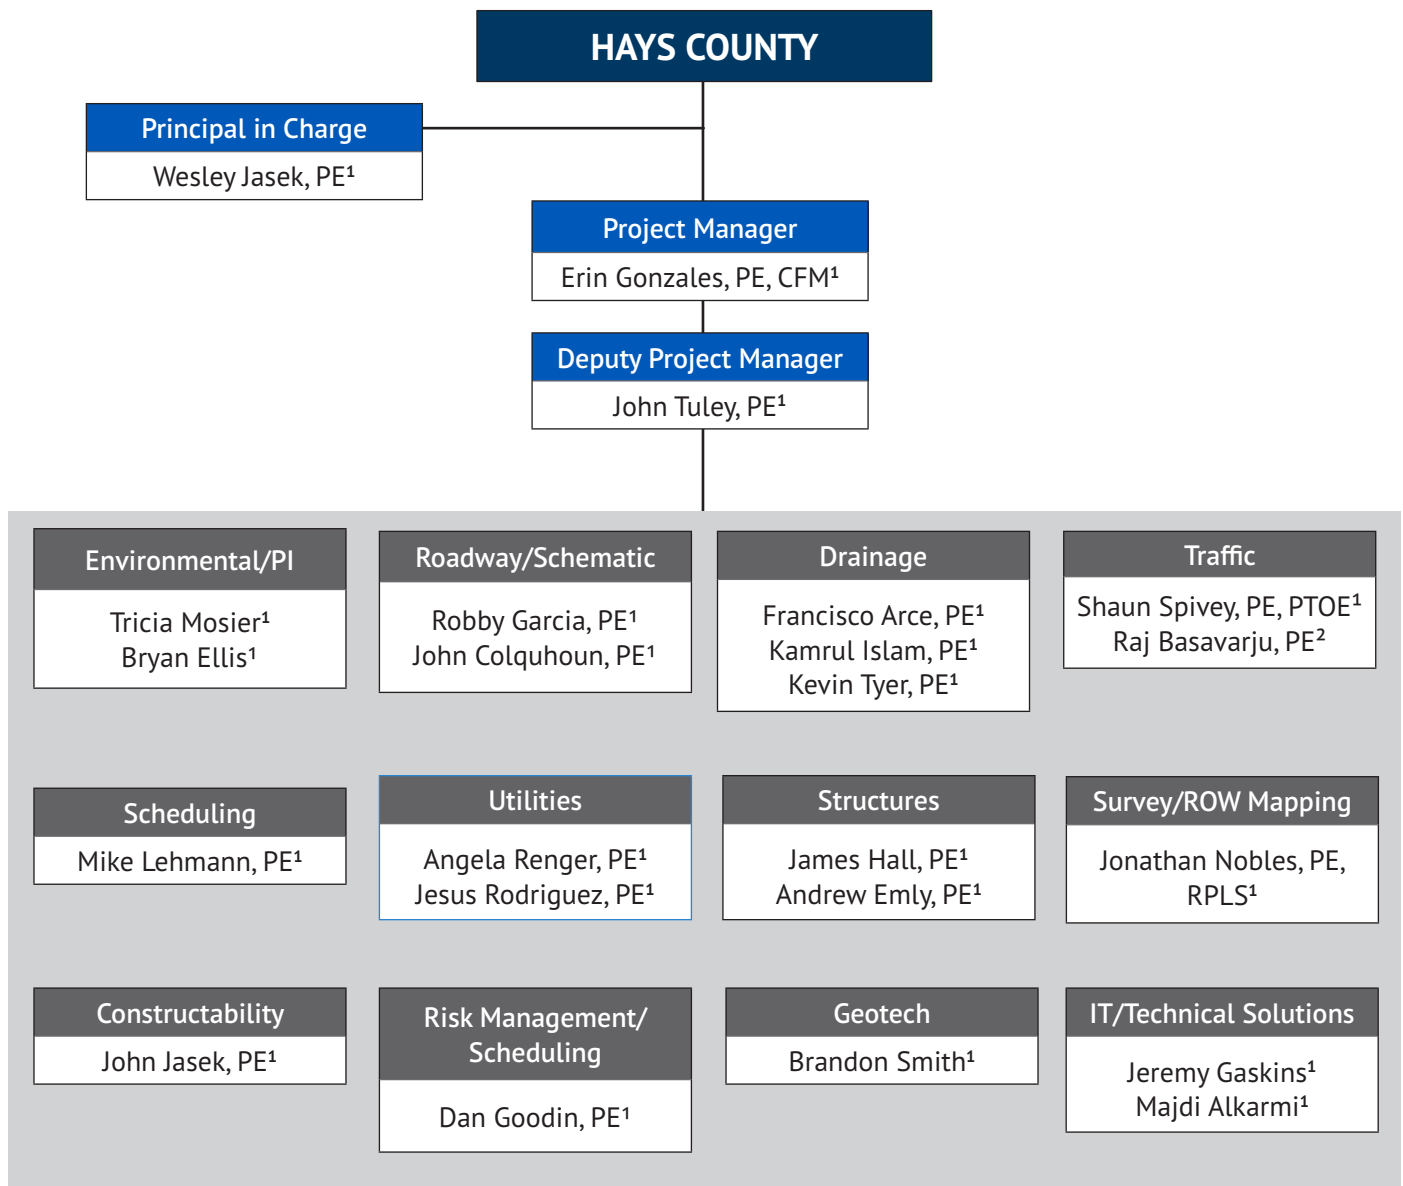 HAYS COUNTY
Principal in Charge
Wesley Jasek, PE¹
Project Manager
Erin Gonzales, PE, CFM¹
Deputy Project Manager
John Tuley, PE¹
Environmental/PI
Tricia Mosier¹
Bryan Ellis¹
Roadway/Schematic
Robby Garcia, PE¹
John Colquhoun, PE¹
Drainage
Francisco Arce, PE¹
Kamrul Islam, PE¹
Kevin Tyer, PE¹
Traffic
Shaun Spivey, PE, PTOE¹
Raj Basavarju, PE²
Scheduling
Mike Lehmann, PE¹
Utilities
Angela Renger, PE¹
Jesus Rodriguez, PE¹
Structures
James Hall, PE¹
Andrew Emly, PE¹
Survey/ROW Mapping
Jonathan Nobles, PE,
RPLS¹
Constructability
John Jasek, PE¹
Risk Management/
Scheduling
Dan Goodin, PE¹
Geotech
Brandon Smith¹
IT/Technical Solutions
Jeremy Gaskins¹
Majdi Alkarmi¹